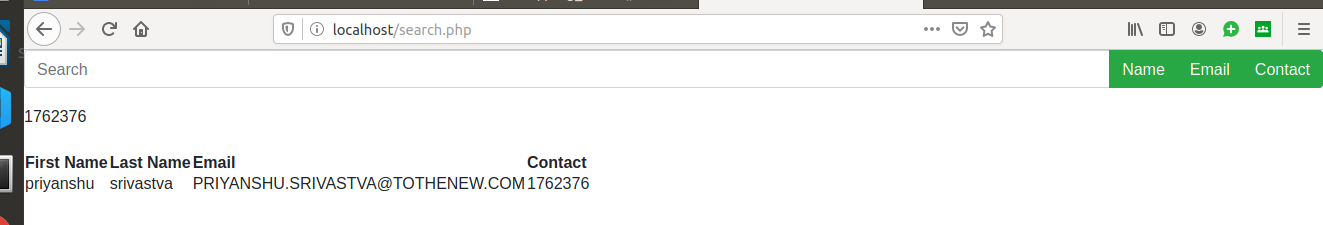 localhost/search.php
Search Name Email Contact
1762376
First Name Last Name Email Contact
priyanshu srivastva PRIYANSHU.SRIVASTVA@TOTHENEW.COM 1762376